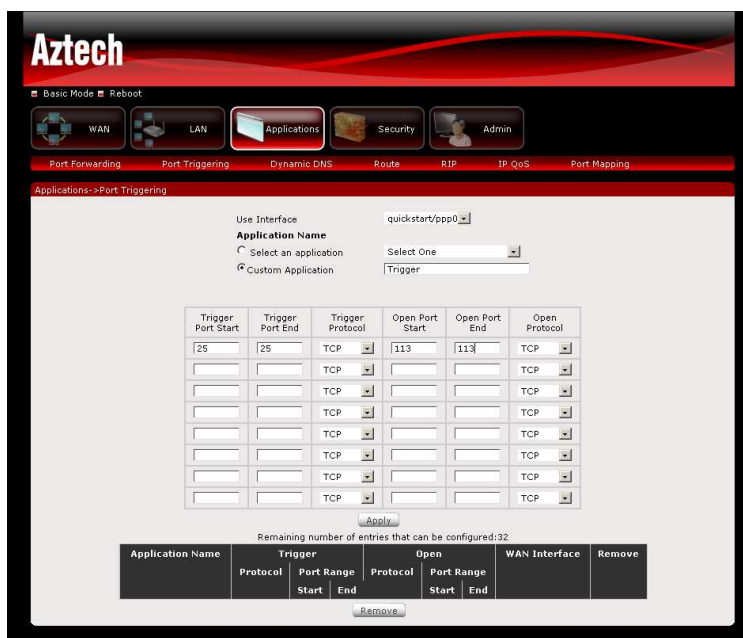 Aztech
Basic Mode Reboot
WAN LAN Applications Security Admin
Port Forwarding Port Triggering Dynamic DNS Route RIP IP QoS Port Mapping
Applications->Port Triggering
Use Interface quickstart/ppp0
Application Name
Select an application Select One
Custom Application Trigger
Trigger Port Start Trigger Port End Trigger Protocol Open Port Start Open Port End Open Protocol
25 25 TCP 113 113 TCP
TCP TCP
TCP TCP
TCP TCP
TCP TCP
TCP TCP
TCP TCP
TCP TCP
Apply
Remaining number of entries that can be configured:32
Application Name Trigger Open WAN Interface Remove
Protocol Port Range Protocol Port Range
Start End Start End
Remove